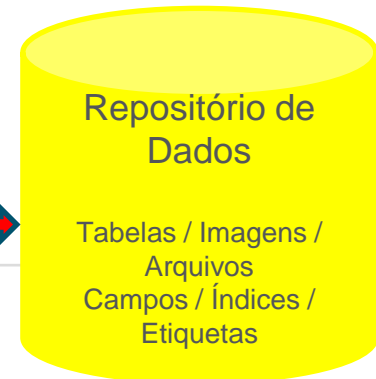 Repositório de
Dados
Tabelas / Imagens /
Arquivos
Campos / Índices /
Etiquetas